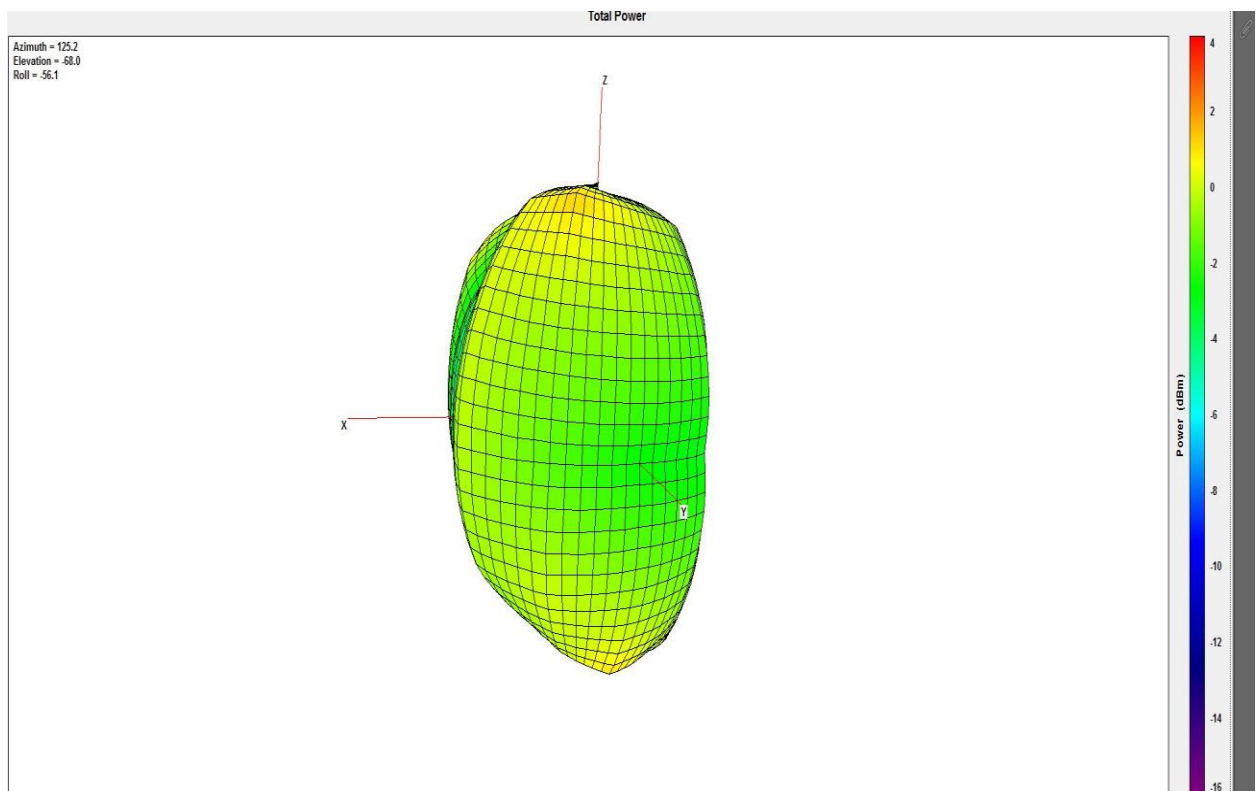 Total Power
Azimuth = 125.2
Elevation = -68.0
Roll = -56.1
Z
X
Y
4
2
0
-2
-4
-6
-8
-10
-12
-14
-16
Power (dBm)